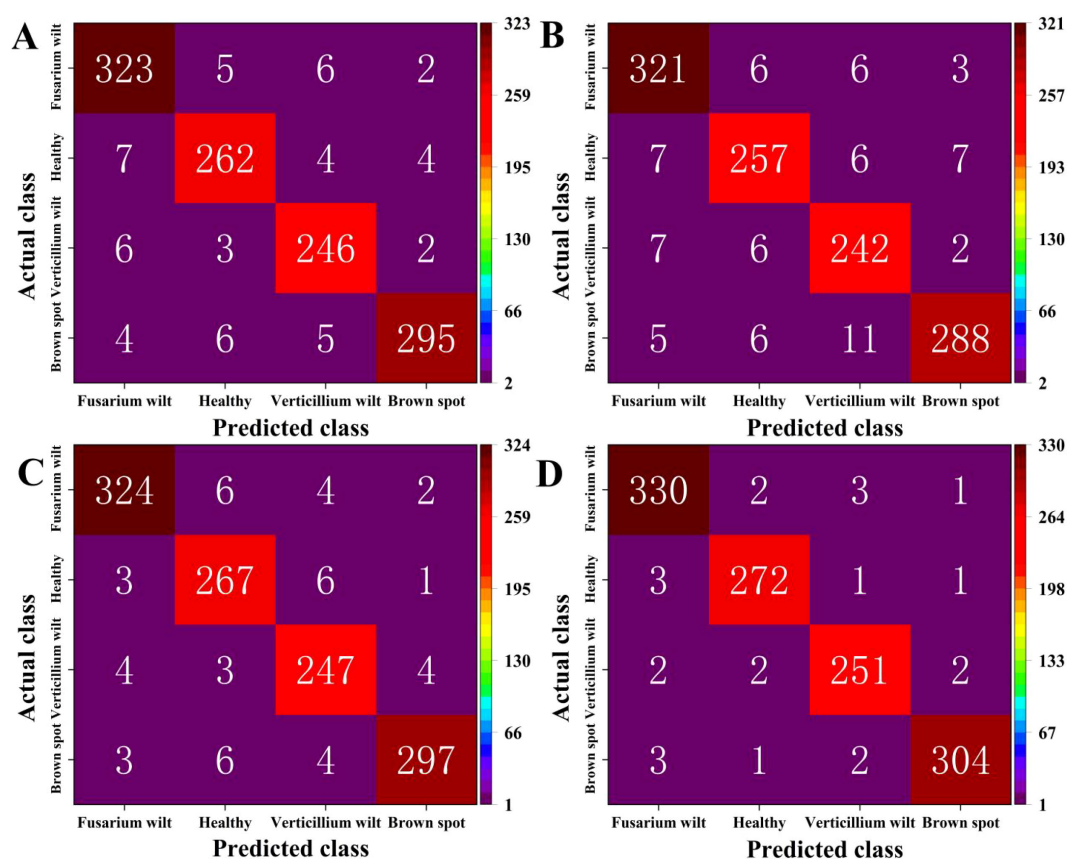 A
Actual class
Fusarium wilt
Healthy
Verticillium wilt
Brown spot
323 5 6 2
7 262 4 4
6 3 246 2
4 6 5 295
Fusarium wilt Healthy Verticillium wilt Brown spot
Predicted class
323
259
195
130
66
2
B
Actual class
Fusarium wilt
Healthy
Verticillium wilt
Brown spot
321 6 6 3
7 257 6 7
7 6 242 2
5 6 11 288
Fusarium wilt Healthy Verticillium wilt Brown spot
Predicted class
321
257
193
130
66
2
C
Actual class
Fusarium wilt
Healthy
Verticillium wilt
Brown spot
324 6 4 2
3 267 6 1
4 3 247 4
3 6 4 297
Fusarium wilt Healthy Verticillium wilt Brown spot
Predicted class
324
259
195
130
66
1
D
Actual class
Fusarium wilt
Healthy
Verticillium wilt
Brown spot
330 2 3 1
3 272 1 1
2 2 251 2
3 1 2 304
Fusarium wilt Healthy Verticillium wilt Brown spot
Predicted class
330
264
198
133
67
1